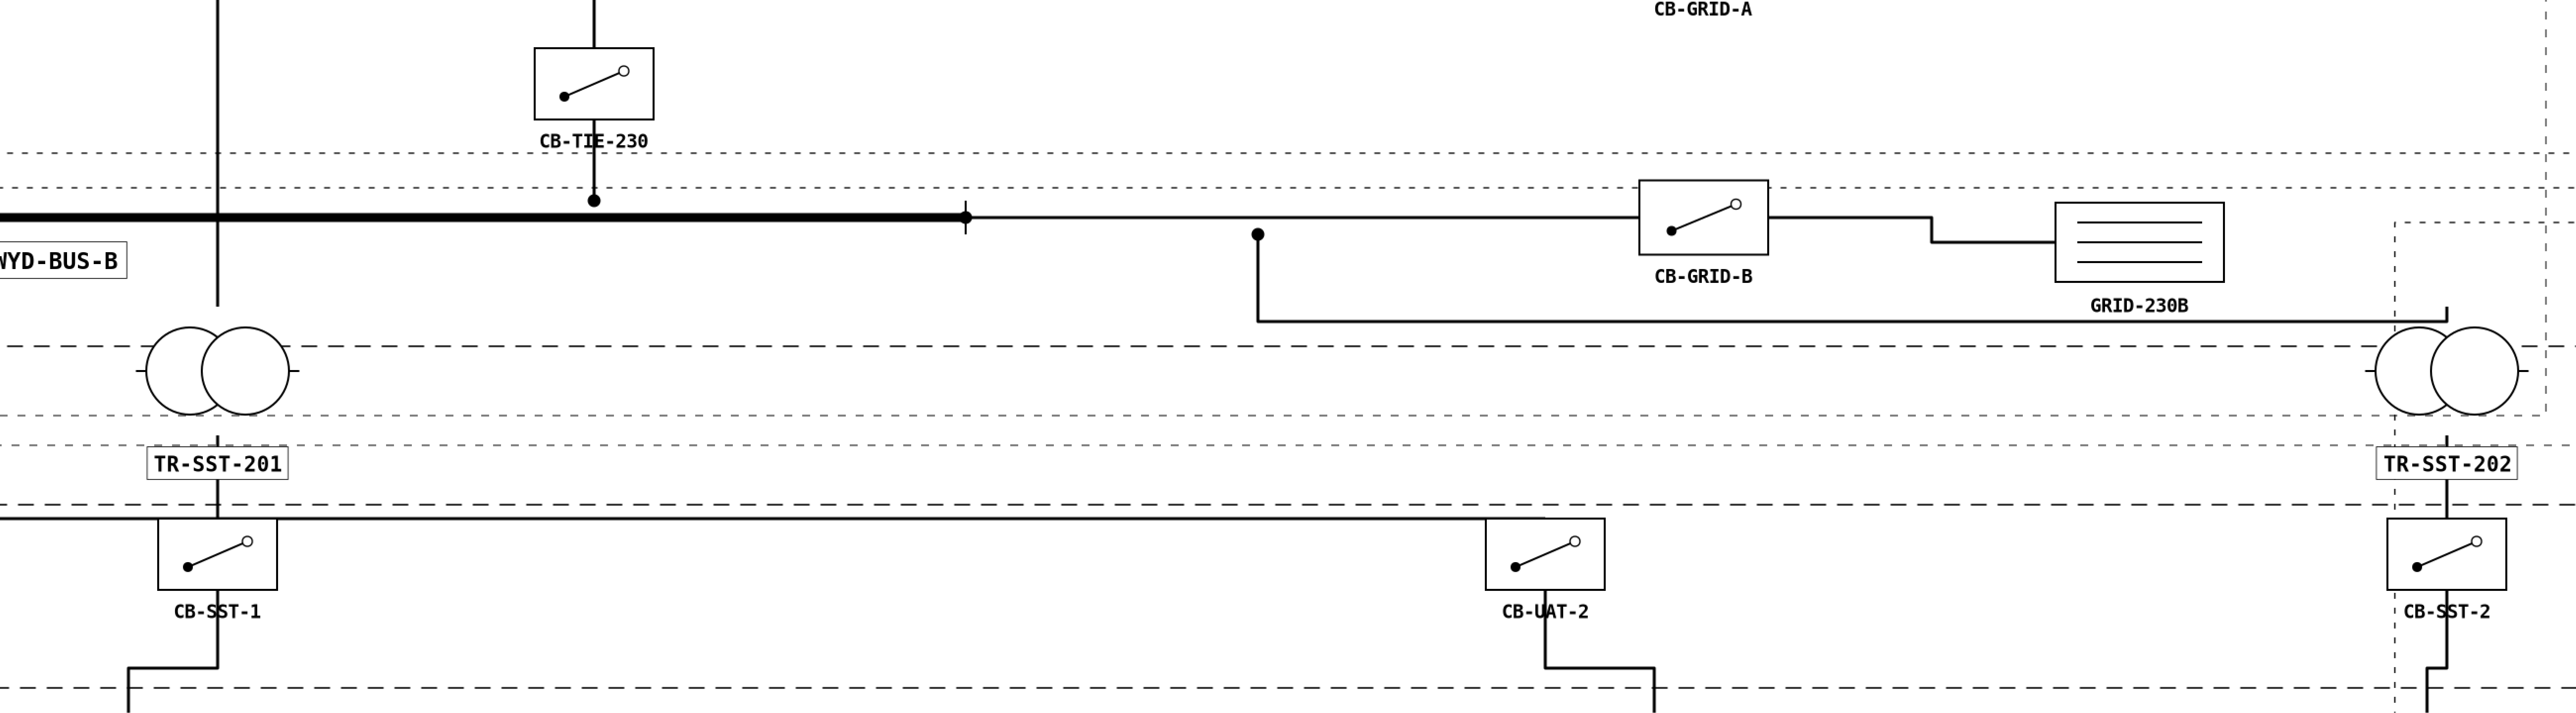 CB-GRID-A
CB-TIE-230
WYD-BUS-B
CB-GRID-B
GRID-230B
TR-SST-201
TR-SST-202
CB-SST-1
CB-UAT-2
CB-SST-2